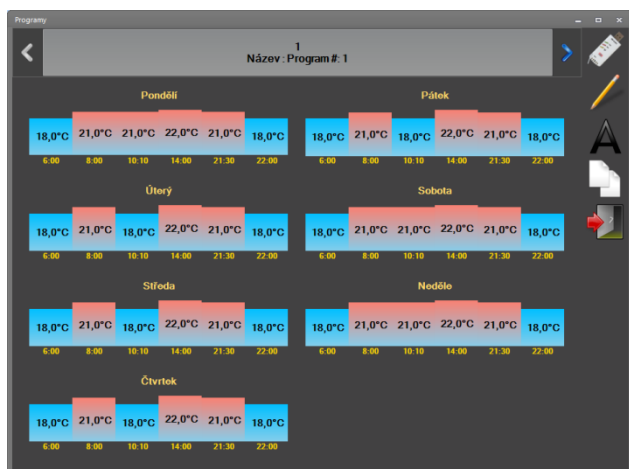 Programy
1
Název : Program #: 1
Pondělí
18,0°C 21,0°C 21,0°C 22,0°C 21,0°C 18,0°C
6:00 8:00 10:10 14:00 21:30 22:00
Pátek
18,0°C 21,0°C 18,0°C 22,0°C 21,0°C 18,0°C
6:00 8:00 10:10 14:00 21:30 22:00
Úterý
18,0°C 21,0°C 18,0°C 22,0°C 21,0°C 18,0°C
6:00 8:00 10:10 14:00 21:30 22:00
Sobota
18,0°C 21,0°C 21,0°C 22,0°C 21,0°C 18,0°C
6:00 8:00 10:10 14:00 21:30 22:00
Středa
18,0°C 21,0°C 18,0°C 22,0°C 21,0°C 18,0°C
6:00 8:00 10:10 14:00 21:30 22:00
Neděle
18,0°C 21,0°C 21,0°C 22,0°C 21,0°C 18,0°C
6:00 8:00 10:10 14:00 21:30 22:00
Čtvrtek
18,0°C 21,0°C 18,0°C 22,0°C 21,0°C 18,0°C
6:00 8:00 10:10 14:00 21:30 22:00
A